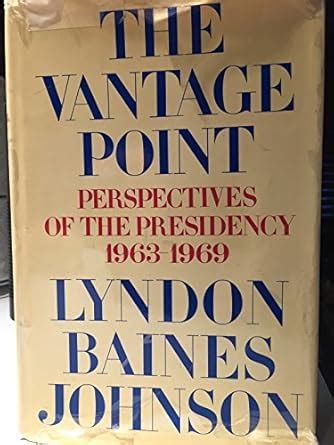 THE
VANTAGE
POINT
PERSPECTIVES
OF THE PRESIDENCY
1963-1969
LYNDON
BAINES
JOHNSON